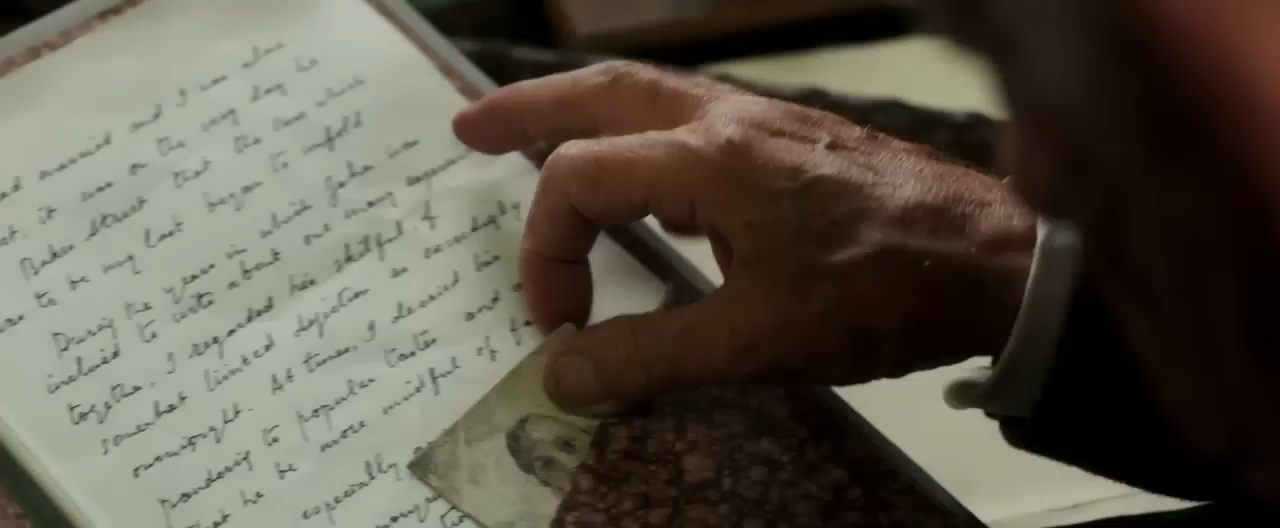 married and I was alone
it was on the very day he
Baker Street that the case which
to be my last began to unfold
During the years in which John was
inclined to write about our many
together, I regarded his skilful, if
somewhat limited depiction as exceedingly
overwrought. At times, I decried his
pandering to popular tastes and
that he be more mindful of
especially